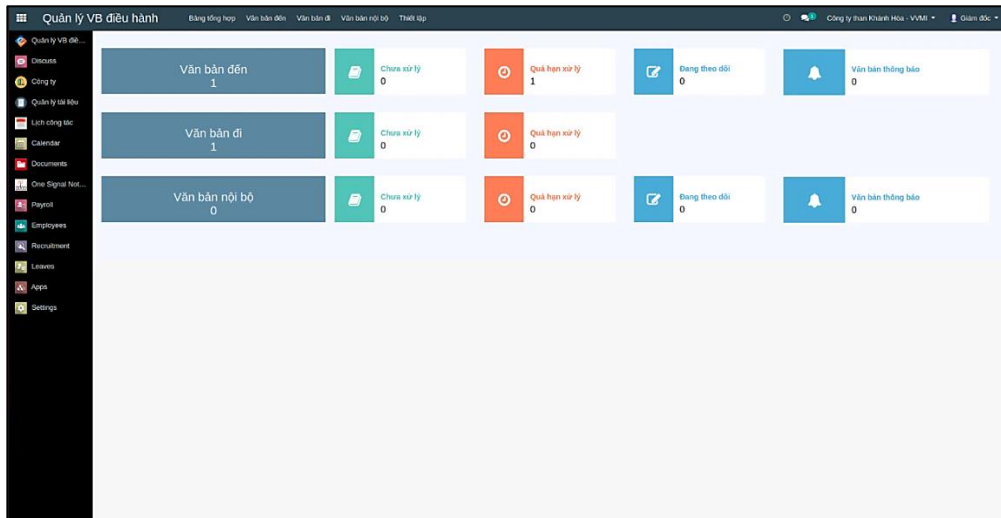 Quản lý VB điều hành
Bảng tổng hợp Văn bản đến Văn bản đi Văn bản nội bộ Thiết lập
Công ty than Khánh Hòa - VVMI Giám đốc
Quản lý VB điề...
Discuss
Công ty
Quản lý tài liệu
Lịch công tác
Calendar
Documents
One Signal Not...
Payroll
Employees
Recruitment
Leaves
Apps
Settings
Văn bản đến
1
Chưa xử lý
0
Quá hạn xử lý
1
Đang theo dõi
0
Văn bản thông báo
0
Văn bản đi
1
Chưa xử lý
0
Quá hạn xử lý
0
Văn bản nội bộ
0
Chưa xử lý
0
Quá hạn xử lý
0
Đang theo dõi
0
Văn bản thông báo
0